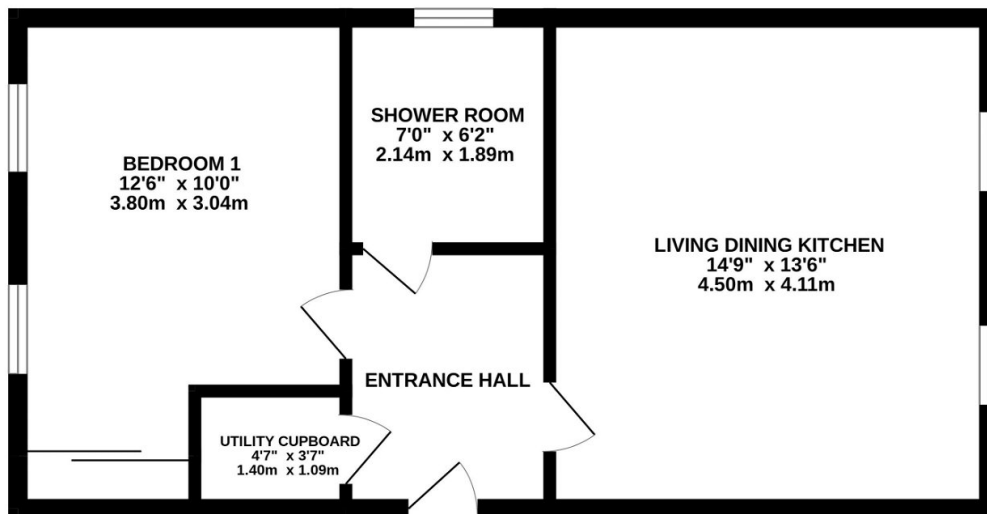 SHOWER ROOM
7'0" x 6'2"
2.14m x 1.89m
BEDROOM 1
12'6" x 10'0"
3.80m x 3.04m
LIVING DINING KITCHEN
14'9" x 13'6"
4.50m x 4.11m
ENTRANCE HALL
UTILITY CUPBOARD
4'7" x 3'7"
1.40m x 1.09m